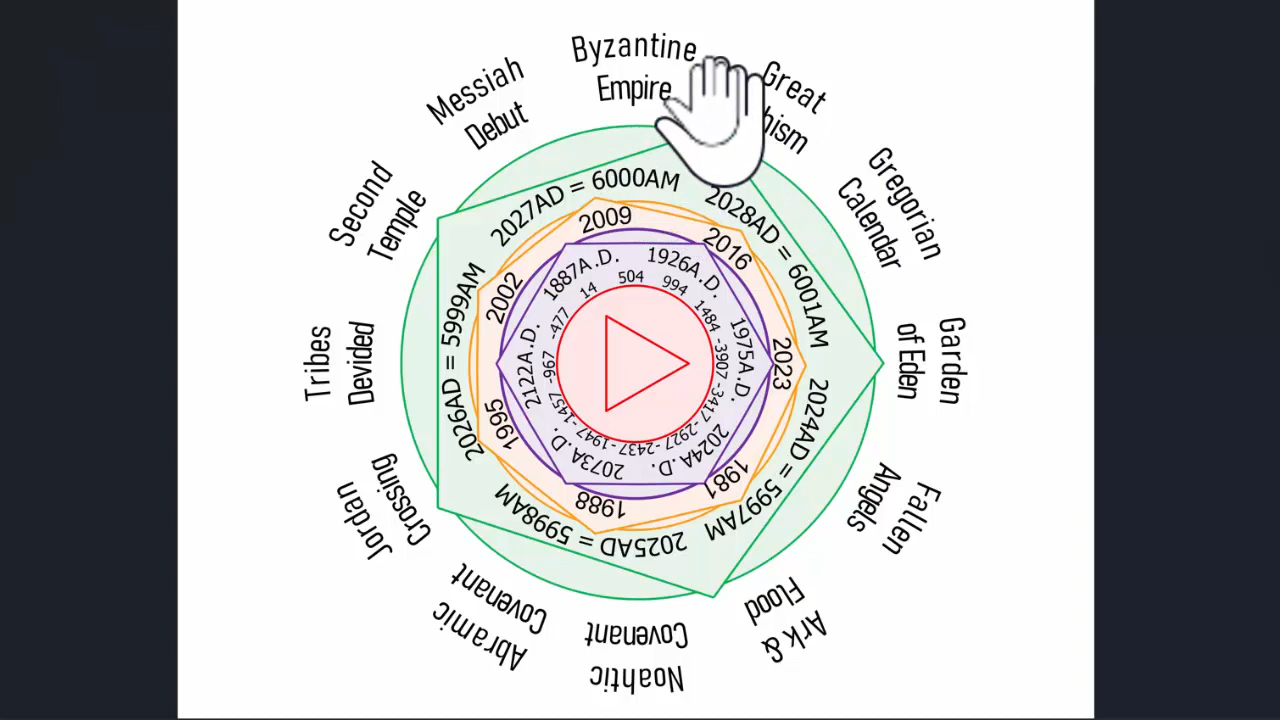 Byzantine
Empire
Great
Gregorian
Calendar
Garden
of Eden
Fallen
Angels
Ark &
Flood
Noahtic
Covenant
Abramic
Covenant
Jordan
Crossing
Tribes
Devided
Second
Temple
Messiah
Debut
2027AD = 6000AM
2028AD = 6001AM
2024AD = 5997AM
2025AD = 5998AM
2026AD = 5999AM
2009
2016
2023
1981
1988
1995
2002
1887A.D.
1926A.D.
1975A.D.
2024A.D.
2073A.D.
2122A.D.
504
994
1484
-3907
-3417
-2927
-2437
-1947
-1457
-967
-477
14